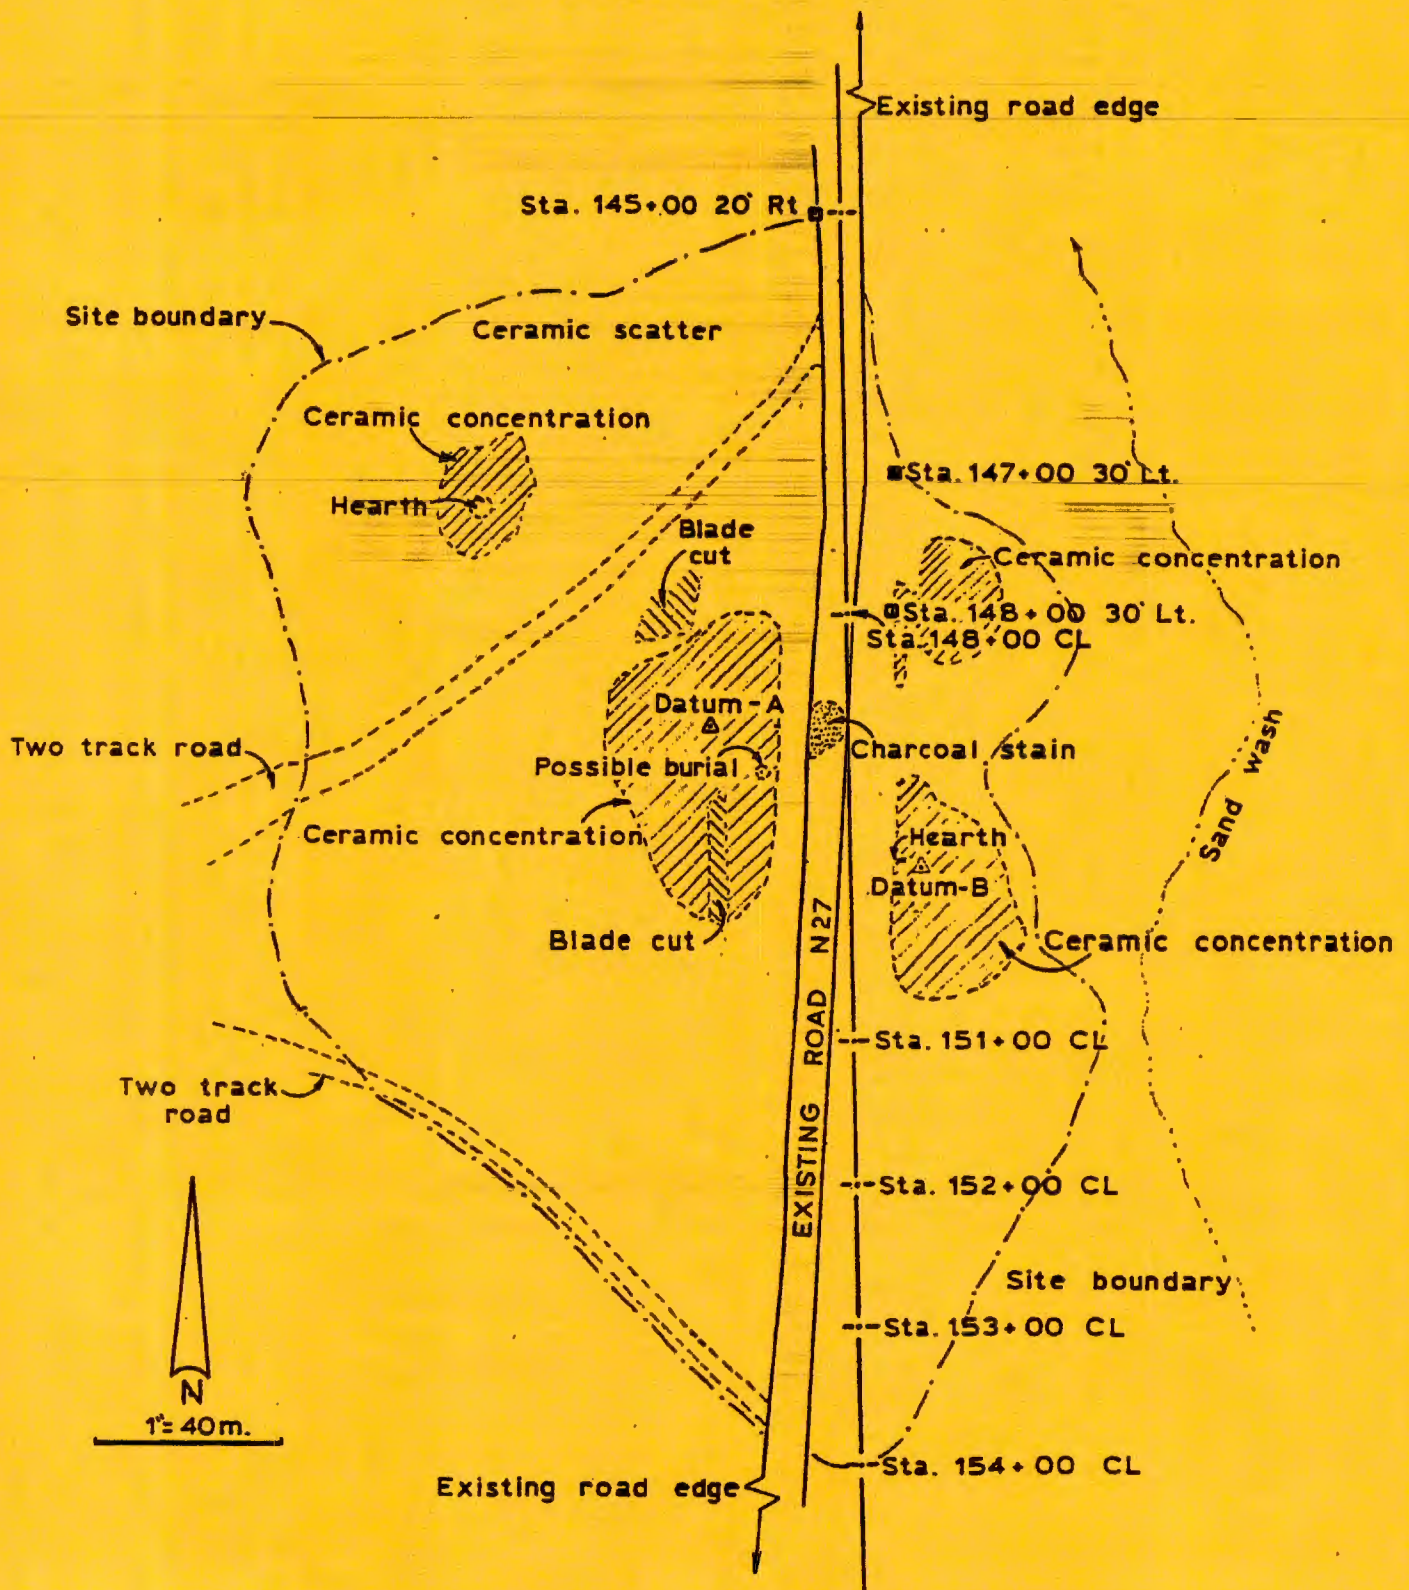 Existing road edge
Sta. 145+00 20' Rt
Site boundary
Ceramic scatter
Ceramic concentration
Hearth
Sta. 147+00 30' Lt.
Blade
cut
Ceramic concentration
Sta. 148+00 30' Lt.
Sta. 148+00 CL
Datum-A
Two track road
Charcoal stain
Possible burial
Sand wash
Ceramic concentration
Hearth
Datum-B
Blade cut
Ceramic concentration
EXISTING ROAD N27
Sta. 151+00 CL
Two track
road
Sta. 152+00 CL
Site boundary
Sta. 153+00 CL
N
1"= 40m.
Sta. 154+00 CL
Existing road edge